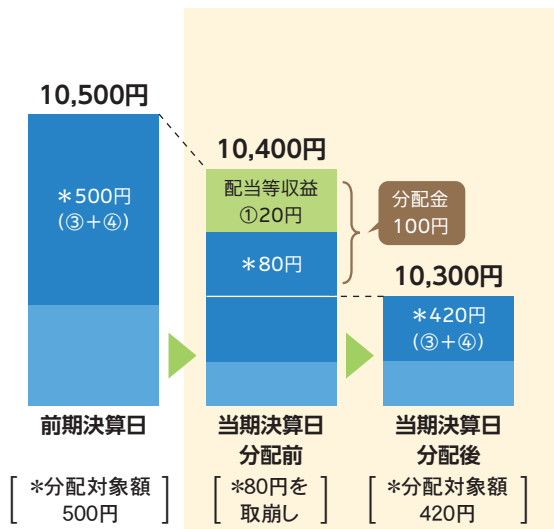 10,500円
＊500円
(③＋④)
10,400円
配当等収益
①20円
＊80円
分配金
100円
10,300円
＊420円
(③＋④)
前期決算日
当期決算日
分配前
当期決算日
分配後
＊分配対象額
500円
＊80円を
取崩し
＊分配対象額
420円